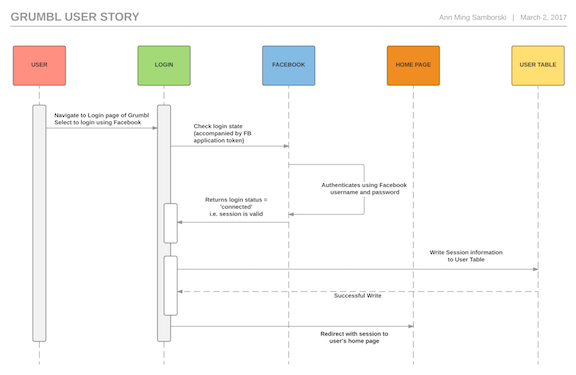 GRUMBL USER STORY
Ann Ming Samborski | March 2, 2017
USER
LOGIN
FACEBOOK
HOME PAGE
USER TABLE
Navigate to Login page of Grumbl
Select to login using Facebook
Check login state
(accompanied by FB
application token)
Authenticates using Facebook
username and password
Returns login status =
'connected'
i.e. session is valid
Write Session information
to User Table
Successful Write
Redirect with session to
user's home page